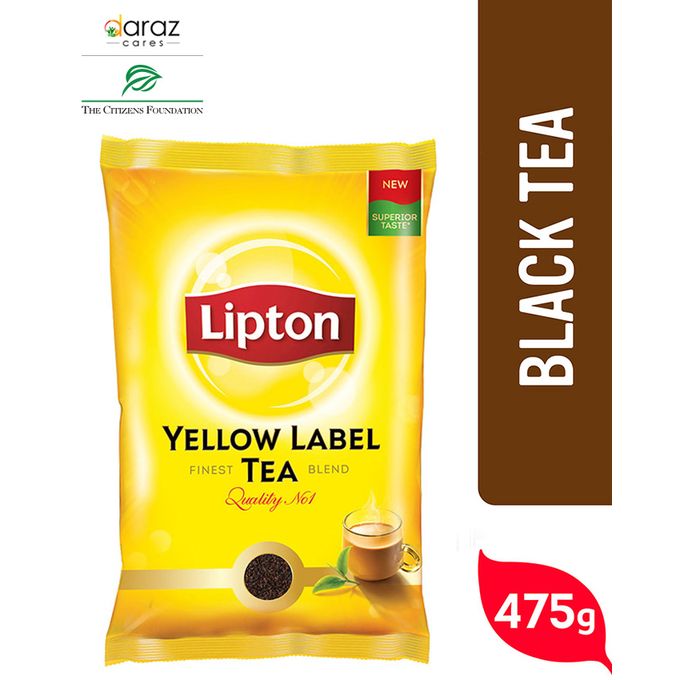 daraz
cares
THE CITIZENS FOUNDATION
NEW
SUPERIOR
TASTE*
Lipton
YELLOW LABEL
FINEST TEA BLEND
Quality No1
BLACK TEA
475g